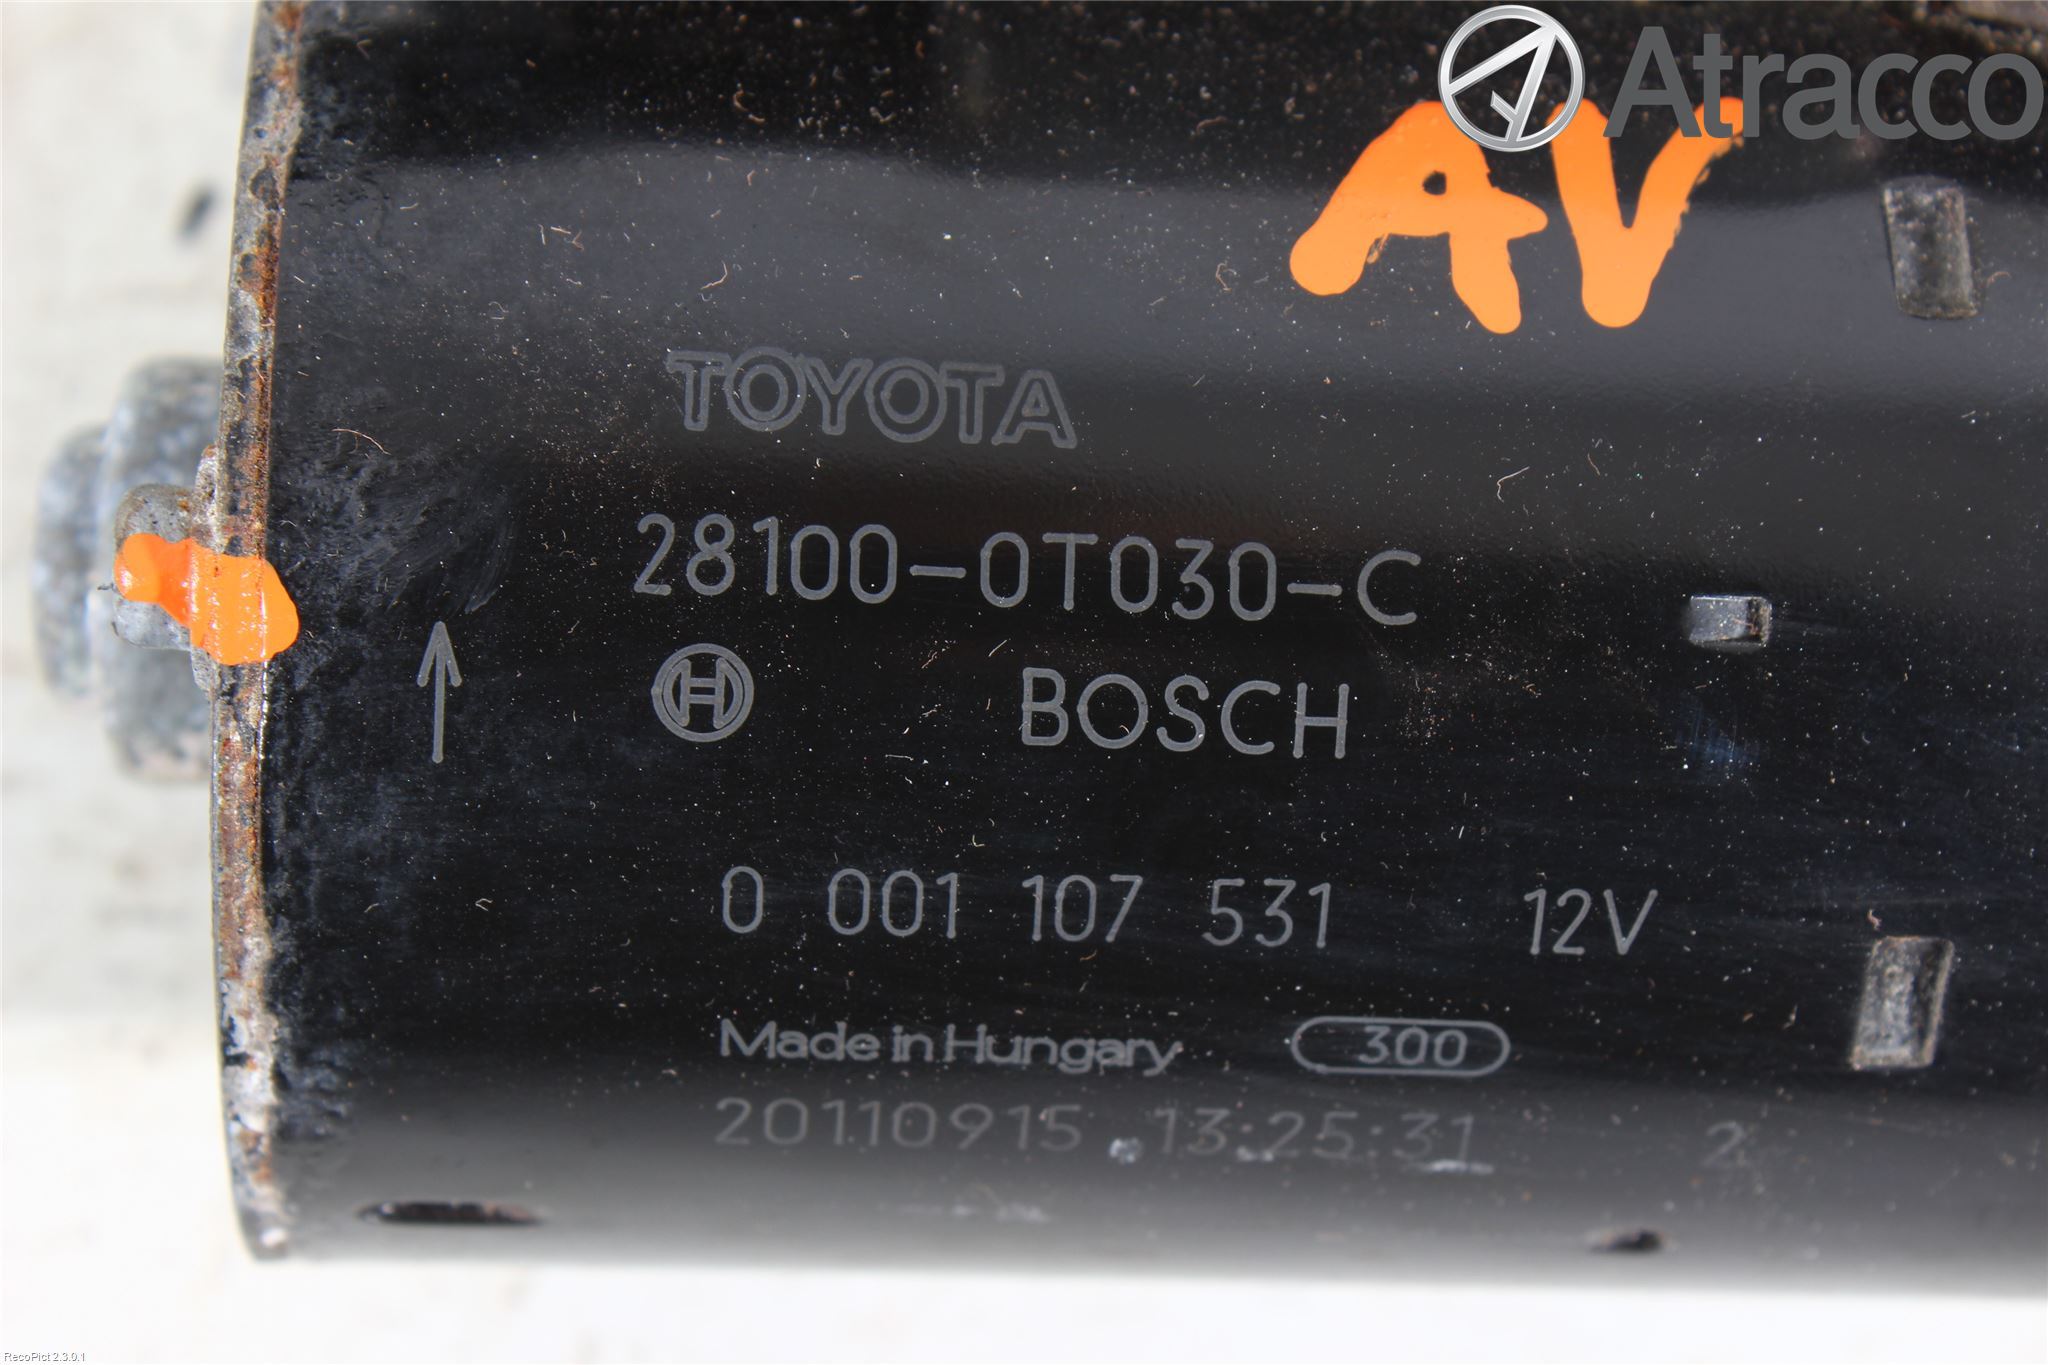 Atracco
AV
TOYOTA
28100-0T030-C
BOSCH
0 001 107 531 12V
Made in Hungary 300
20110915 13:25:31 2
RecoPict 2.3.0.1